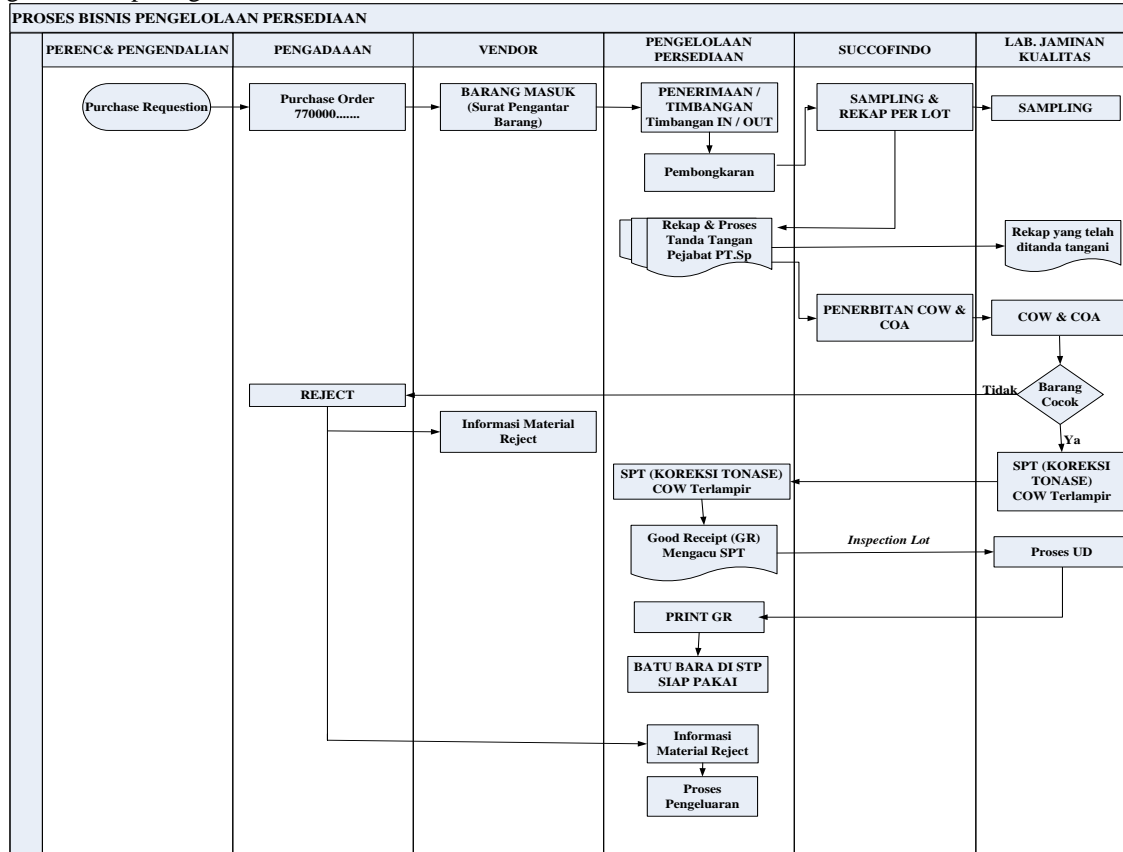 PROSES BISNIS PENGELOLAAN PERSEDIAAN
PERENC& PENGENDALIAN
PENGADAAAN
VENDOR
PENGELOLAAN
PERSEDIAAN
SUCCOFINDO
LAB. JAMINAN
KUALITAS
Purchase Requestion
Purchase Order
770000.......
BARANG MASUK
(Surat Pengantar
Barang)
PENERIMAAN /
TIMBANGAN
Timbangan IN / OUT
SAMPLING &
REKAP PER LOT
SAMPLING
Pembongkaran
Rekap & Proses
Tanda Tangan
Pejabat PT.Sp
Rekap yang telah
ditanda tangani
PENERBITAN COW &
COA
COW & COA
REJECT
Tidak
Barang
Cocok
Informasi Material
Reject
Ya
SPT (KOREKSI TONASE)
COW Terlampir
SPT (KOREKSI
TONASE)
COW Terlampir
Good Receipt (GR)
Mengacu SPT
Inspection Lot
Proses UD
PRINT GR
BATU BARA DI STP
SIAP PAKAI
Informasi
Material Reject
Proses
Pengeluaran